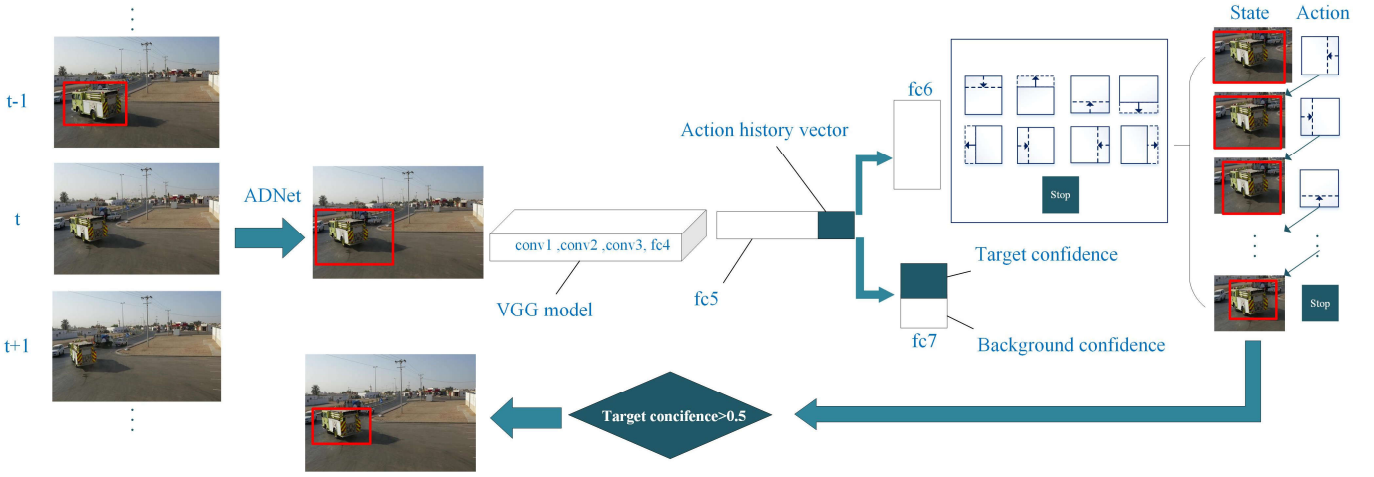 State
Action
t-1
fc6
Action history vector
ADNet
t
Stop
conv1 ,conv2 ,conv3, fc4
Target confidence
VGG model
fc5
Stop
t+1
fc7
Background confidence
Target concifence>0.5